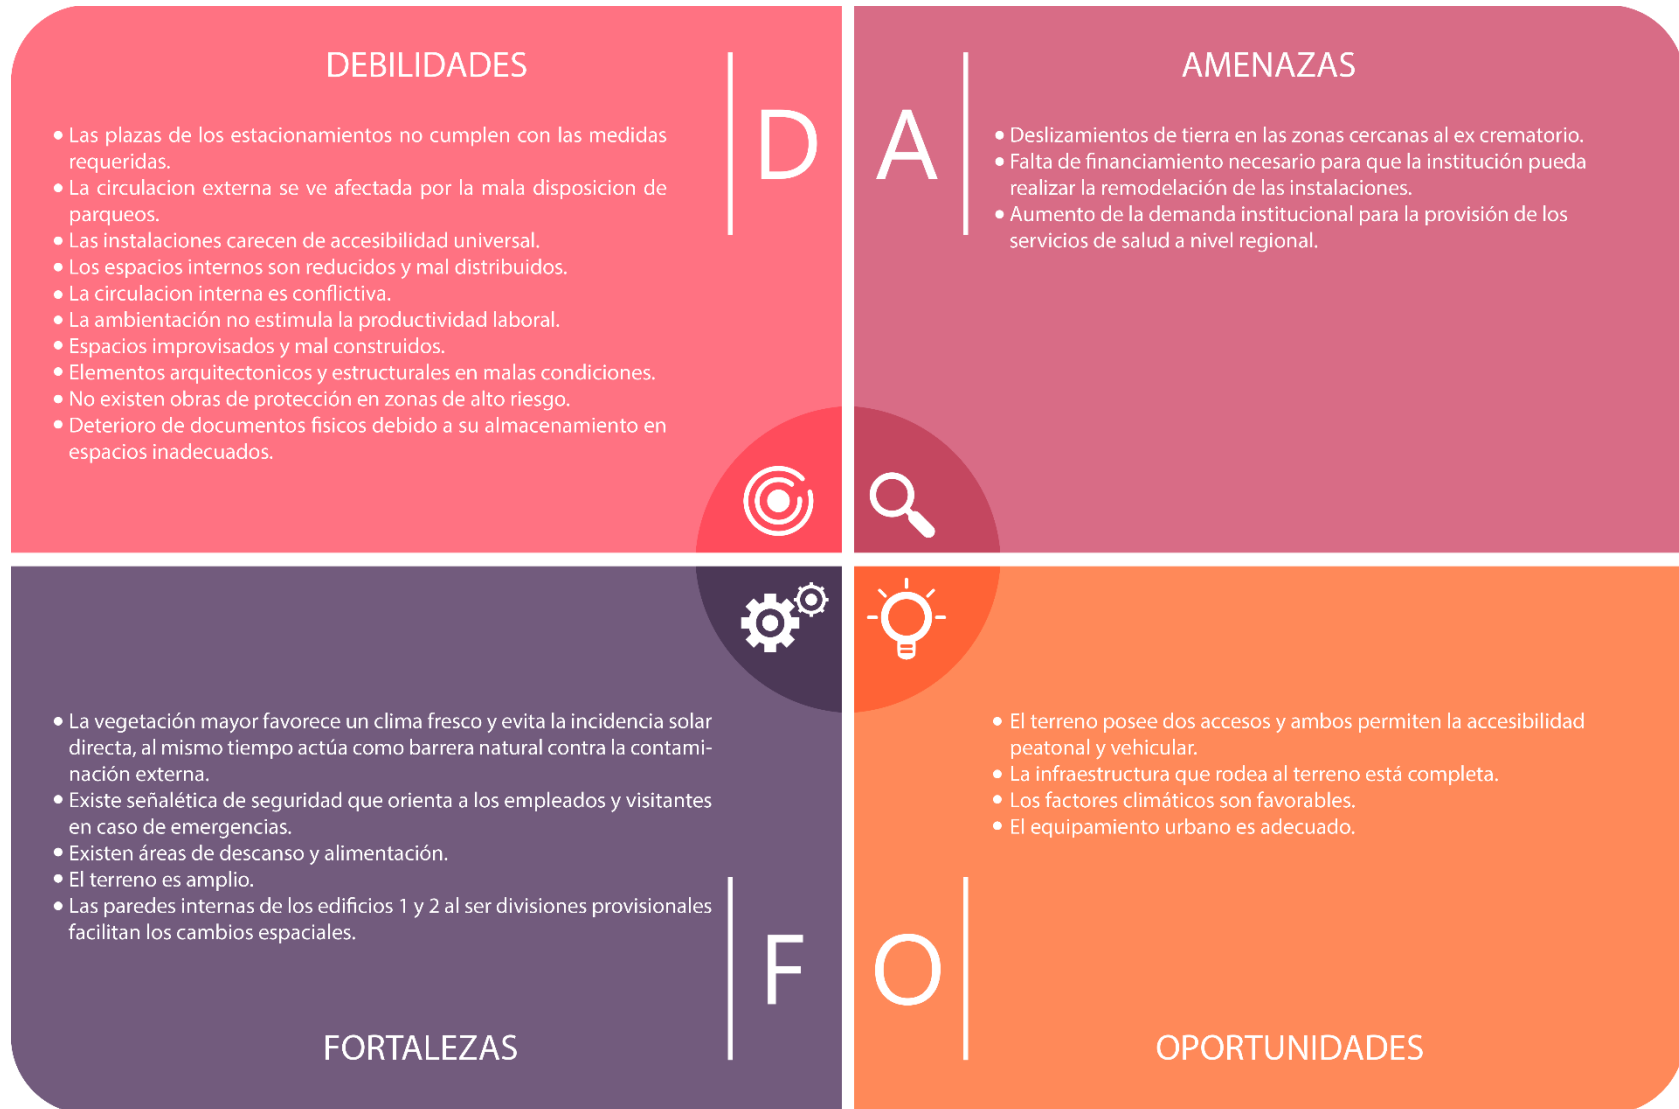 DEBILIDADES
D
• Las plazas de los estacionamientos no cumplen con las medidas
requeridas.
• La circulacion externa se ve afectada por la mala disposicion de
parqueos.
• Las instalaciones carecen de accesibilidad universal.
• Los espacios internos son reducidos y mal distribuidos.
• La circulacion interna es conflictiva.
• La ambientación no estimula la productividad laboral.
• Espacios improvisados y mal construidos.
• Elementos arquitectonicos y estructurales en malas condiciones.
• No existen obras de protección en zonas de alto riesgo.
• Deterioro de documentos fisicos debido a su almacenamiento en
espacios inadecuados.
AMENAZAS
A
• Deslizamientos de tierra en las zonas cercanas al ex crematorio.
• Falta de financiamiento necesario para que la institución pueda
realizar la remodelación de las instalaciones.
• Aumento de la demanda institucional para la provisión de los
servicios de salud a nivel regional.
• La vegetación mayor favorece un clima fresco y evita la incidencia solar
directa, al mismo tiempo actúa como barrera natural contra la contami-
nación externa.
• Existe señalética de seguridad que orienta a los empleados y visitantes
en caso de emergencias.
• Existen áreas de descanso y alimentación.
• El terreno es amplio.
• Las paredes internas de los edificios 1 y 2 al ser divisiones provisionales
facilitan los cambios espaciales.
F
FORTALEZAS
• El terreno posee dos accesos y ambos permiten la accesibilidad
peatonal y vehicular.
• La infraestructura que rodea al terreno está completa.
• Los factores climáticos son favorables.
• El equipamiento urbano es adecuado.
O
OPORTUNIDADES